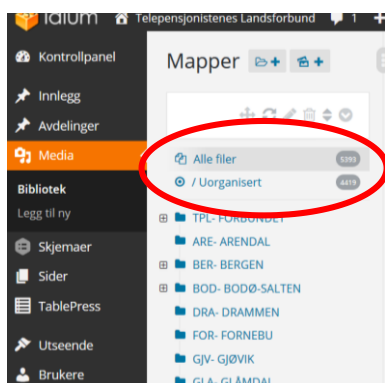 Idium Telepensjonistenes Landsforbund 1
Kontrollpanel
Innlegg
Avdelinger
Media
Bibliotek
Legg til ny
Skjemaer
Sider
TablePress
Utseende
Brukere
Mapper
Alle filer 5393
/ Uorganisert 4419
TPL- FORBUNDET
ARE- ARENDAL
BER- BERGEN
BOD- BODØ-SALTEN
DRA- DRAMMEN
FOR- FORNEBU
GJV- GJØVIK
GLA- GLÅMDAL